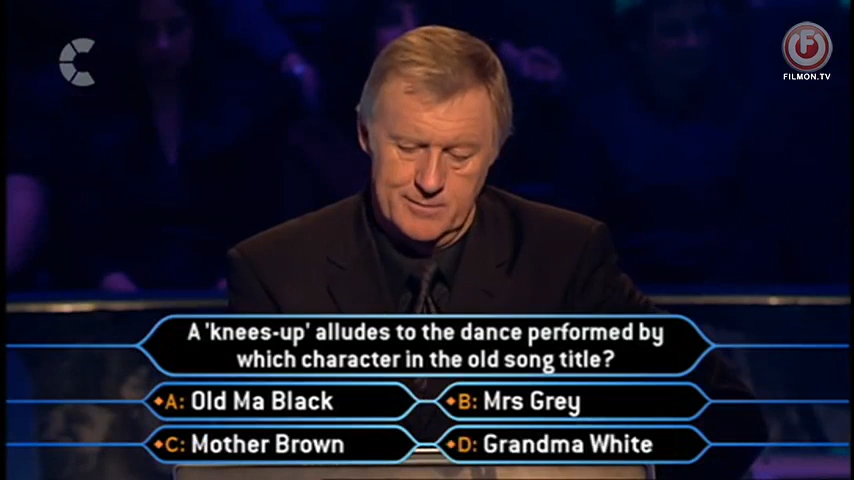 FILMON.TV
A 'knees-up' alludes to the dance performed by
which character in the old song title?
A: Old Ma Black
B: Mrs Grey
C: Mother Brown
D: Grandma White